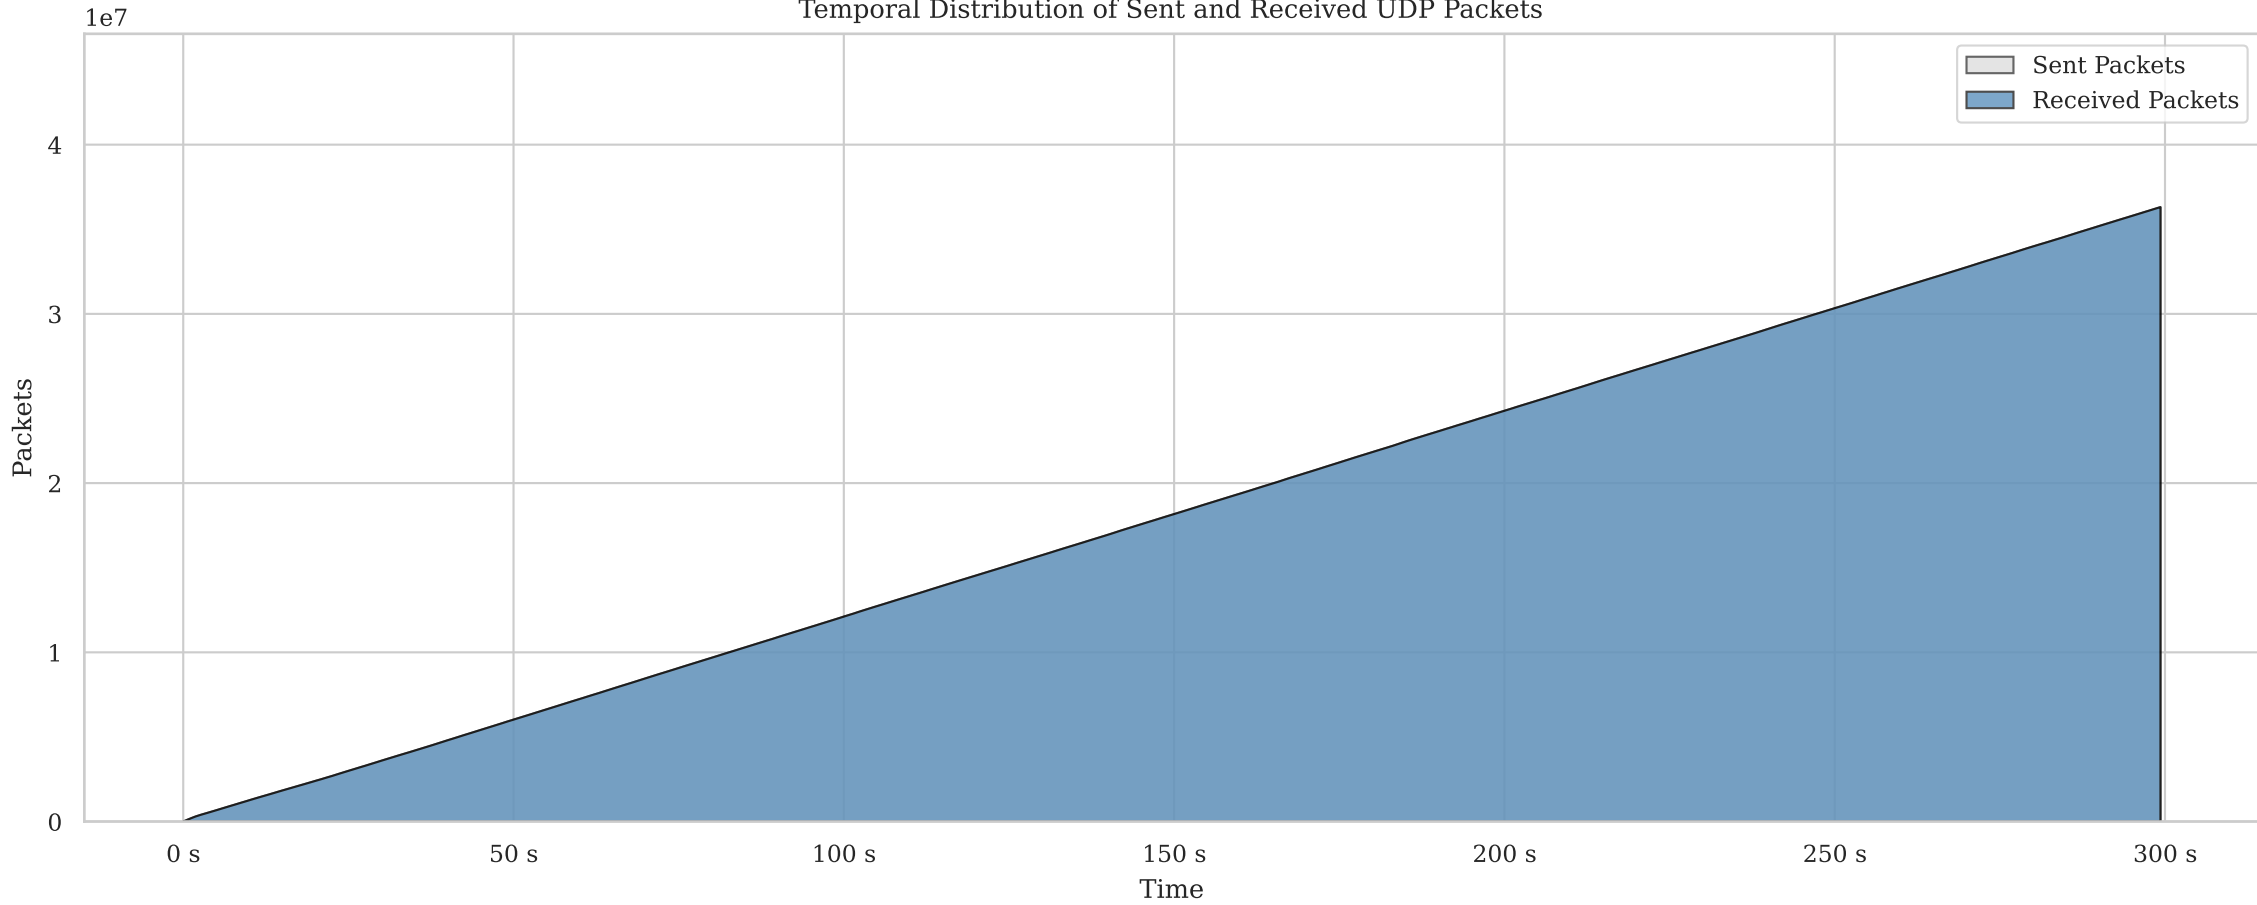 Temporal Distribution of Sent and Received UDP Packets
1e7
Sent Packets
Received Packets
4
3
2
1
0
Packets
0 s
50 s
100 s
150 s
200 s
250 s
300 s
Time